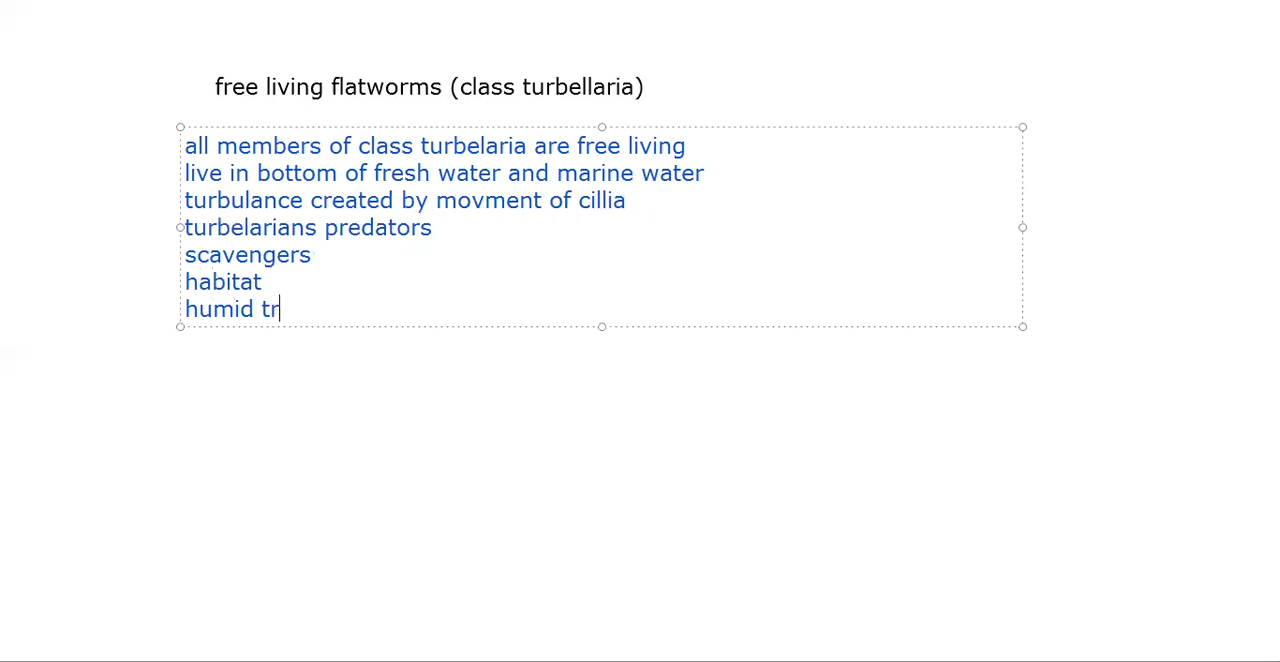 free living flatworms (class turbellaria)
all members of class turbelaria are free living
live in bottom of fresh water and marine water
turbulance created by movment of cillia
turbelarians predators
scavengers
habitat
humid tr